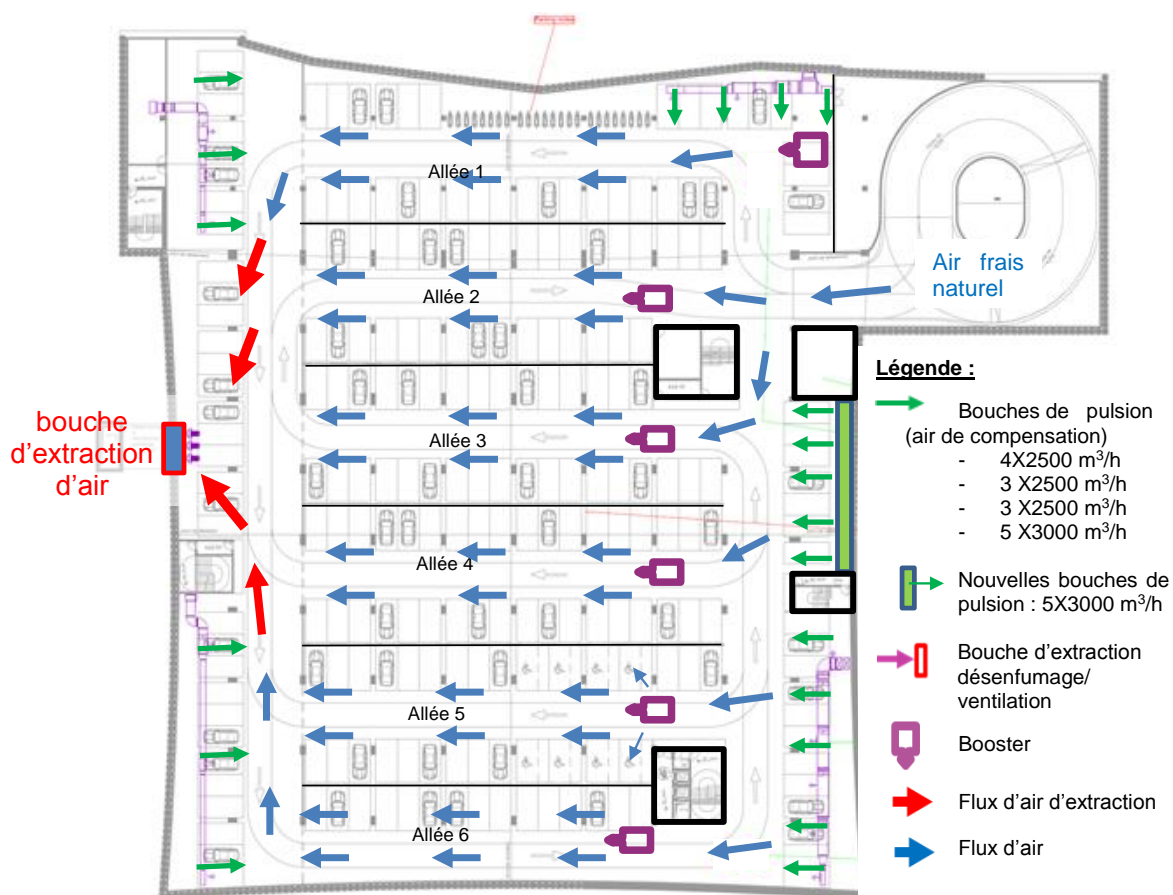 Allée 1
Air frais
naturel
Allée 2
Légende :
Bouches de pulsion
(air de compensation)
- 4X2500 m³/h
- 3 X2500 m³/h
- 3 X2500 m³/h
- 5 X3000 m³/h
bouche
d'extraction
d'air
Allée 3
Allée 4
Nouvelles bouches de
pulsion : 5X3000 m³/h
Bouche d'extraction
désenfumage/
ventilation
Allée 5
Booster
Flux d'air d'extraction
Allée 6
Flux d'air